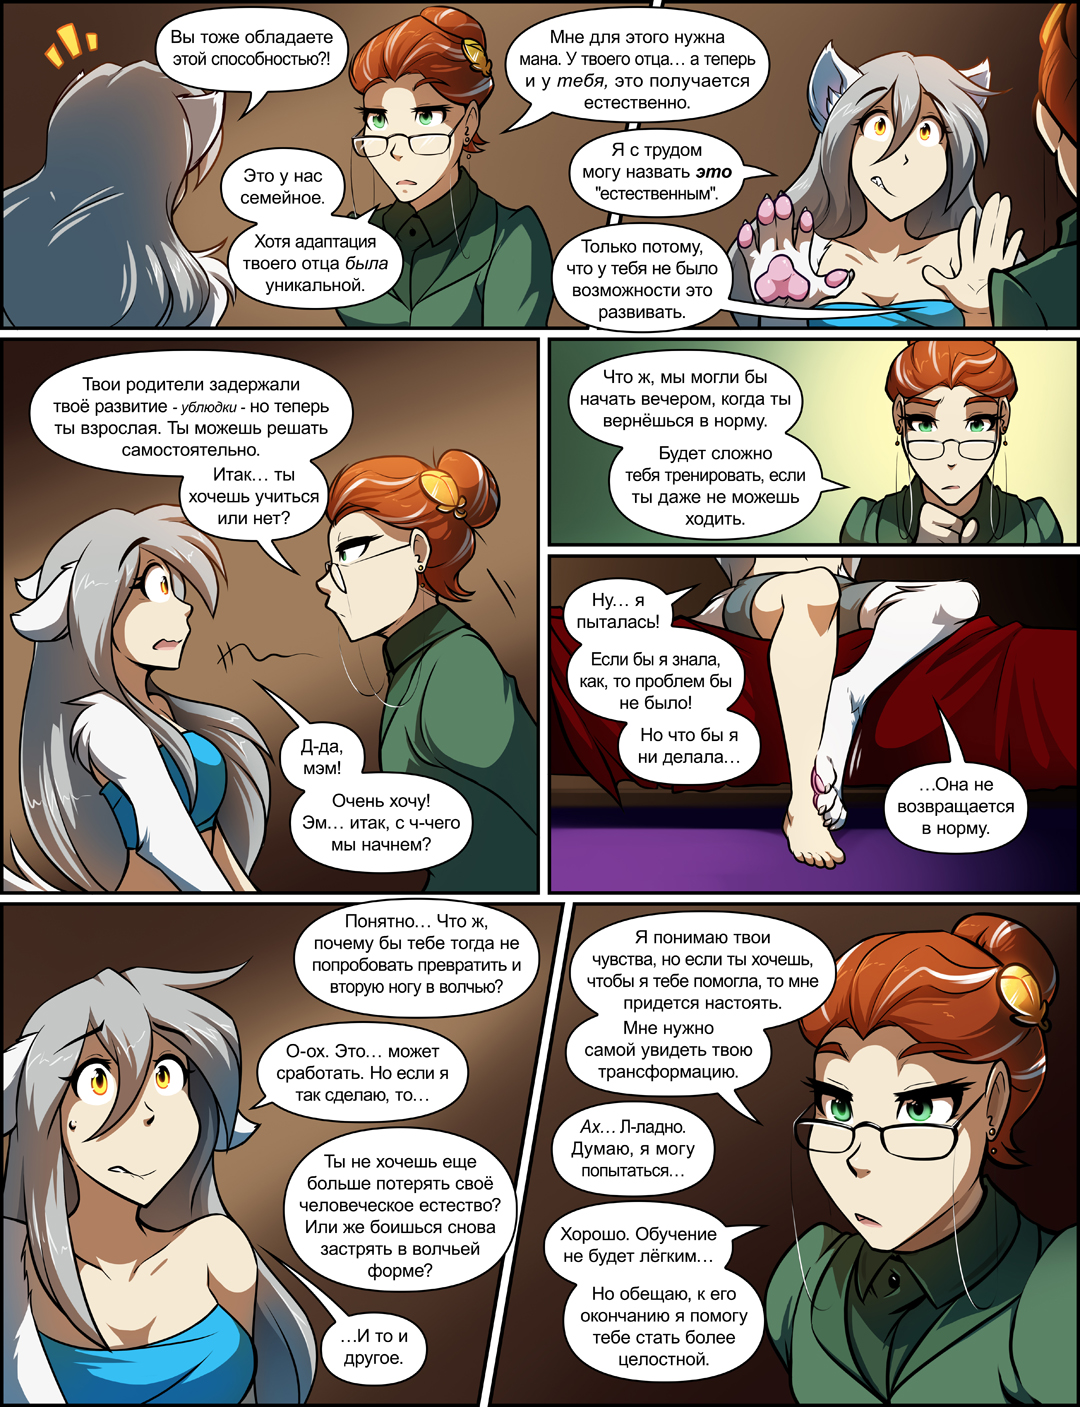 Вы тоже обладаете
этой способностью?!
Мне для этого нужна
мана. У твоего отца... а теперь
и у тебя, это получается
естественно.
Это у нас
семейное.
Хотя адаптация
твоего отца была
уникальной.
Я с трудом
могу назвать это
"естественным".
Только потому,
что у тебя не было
возможности это
развивать.
Твои родители задержали
твоё развитие - ублюдки - но теперь
ты взрослая. Ты можешь решать
самостоятельно.
Итак... ты
хочешь учиться
или нет?
Д-да,
мэм!
Очень хочу!
Эм... итак, с ч-чего
мы начнем?
Что ж, мы могли бы
начать вечером, когда ты
вернёшься в норму.
Будет сложно
тебя тренировать, если
ты даже не можешь
ходить.
Ну... я
пыталась!
Если бы я знала,
как, то проблем бы
не было!
Но что бы я
ни делала...
...Она не
возвращается
в норму.
Понятно... Что ж,
почему бы тебе тогда не
попробовать превратить и
вторую ногу в волчью?
О-ох. Это... может
сработать. Но если я
так сделаю, то...
Ты не хочешь еще
больше потерять своё
человеческое естество?
Или же боишься снова
застрять в волчьей
форме?
...И то и
другое.
Я понимаю твои
чувства, но если ты хочешь,
чтобы я тебе помогла, то мне
придется настоять.
Мне нужно
самой увидеть твою
трансформацию.
Ах... Л-ладно.
Думаю, я могу
попытаться...
Хорошо. Обучение
не будет лёгким...
Но обещаю, к его
окончанию я помогу
тебе стать более
целостной.